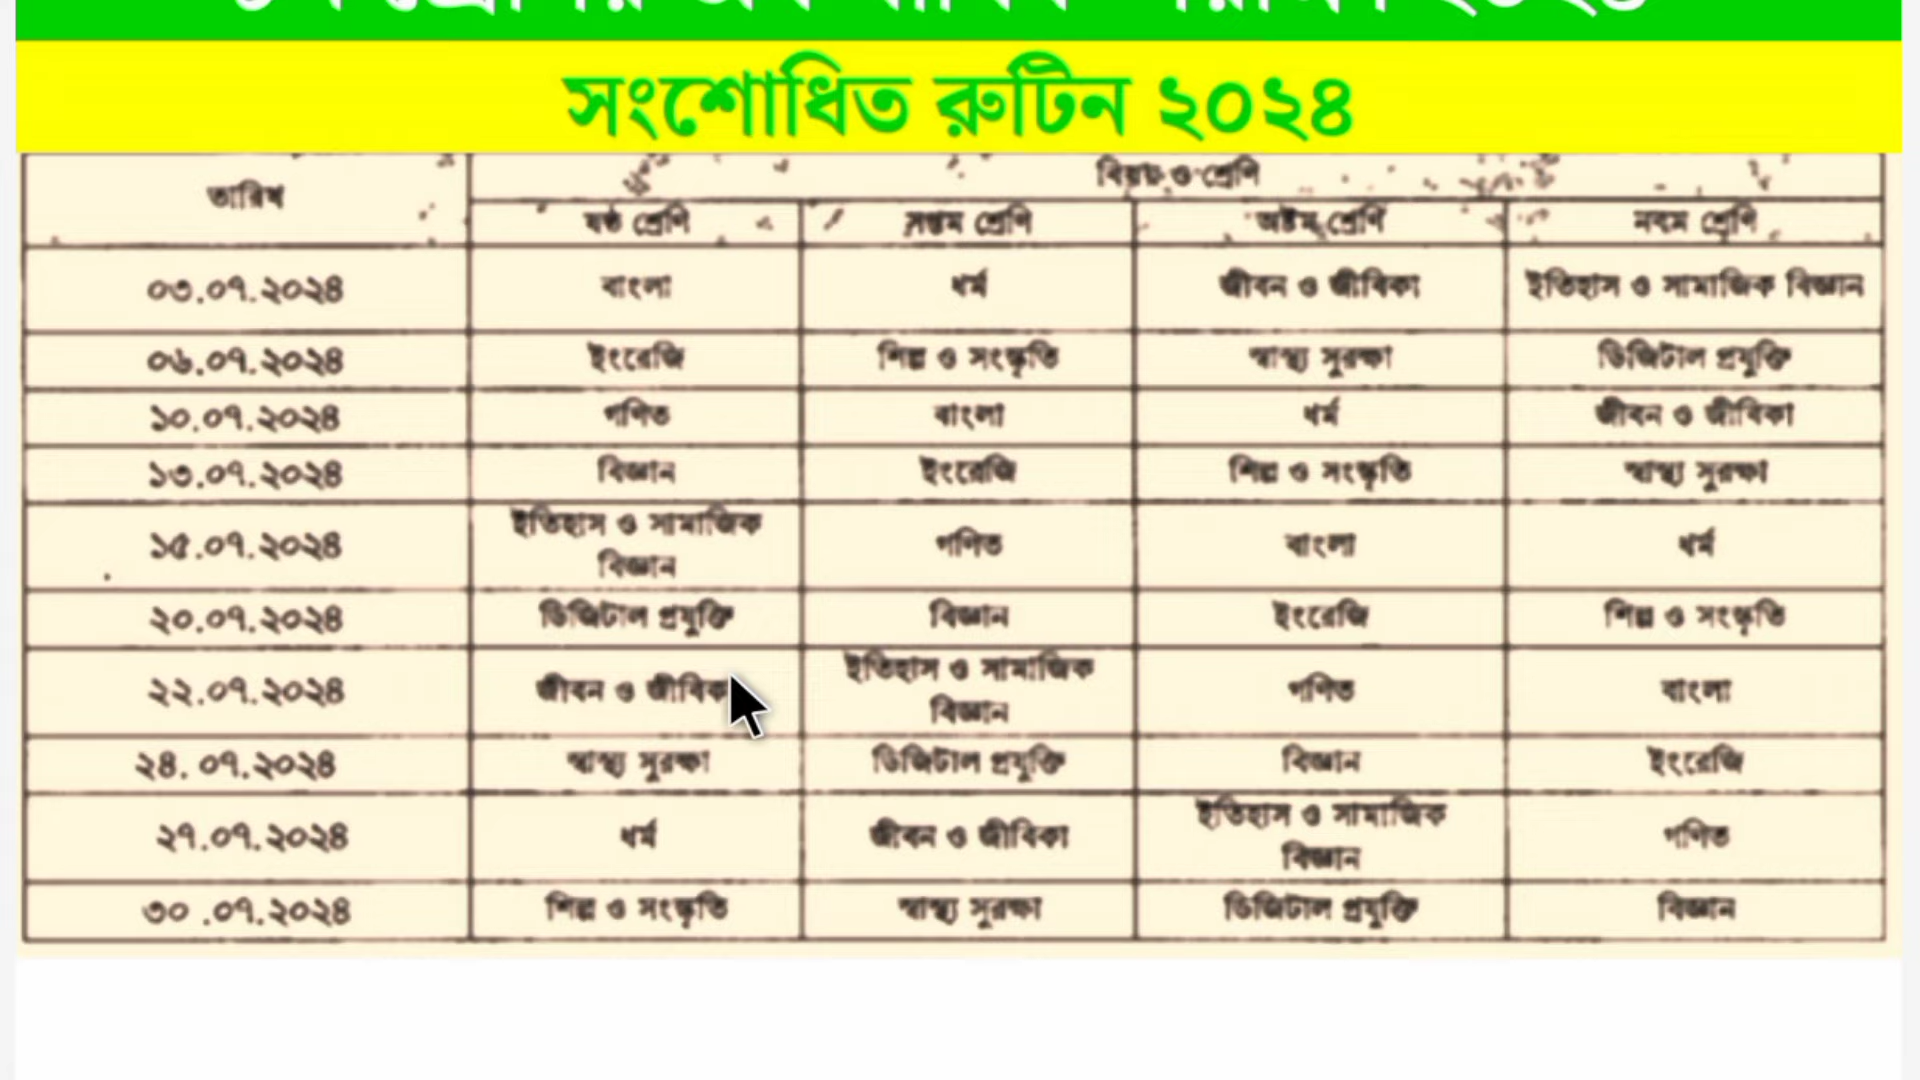 সংশোধিত রুটিন ২০২৪
তারিখ
বিষয় ও শ্রেণি
ষষ্ঠ শ্রেণি সপ্তম শ্রেণি অষ্টম শ্রেণি নবম শ্রেণি
০৩.০৭.২০২৪ বাংলা ধর্ম জীবন ও জীবিকা ইতিহাস ও সামাজিক বিজ্ঞান
০৬.০৭.২০২৪ ইংরেজি শিল্প ও সংস্কৃতি স্বাস্থ্য সুরক্ষা ডিজিটাল প্রযুক্তি
১০.০৭.২০২৪ গণিত বাংলা ধর্ম জীবন ও জীবিকা
১৩.০৭.২০২৪ বিজ্ঞান ইংরেজি শিল্প ও সংস্কৃতি স্বাস্থ্য সুরক্ষা
১৫.০৭.২০২৪ ইতিহাস ও সামাজিক
বিজ্ঞান গণিত বাংলা ধর্ম
২০.০৭.২০২৪ ডিজিটাল প্রযুক্তি বিজ্ঞান ইংরেজি শিল্প ও সংস্কৃতি
২২.০৭.২০২৪ জীবন ও জীবিকা ইতিহাস ও সামাজিক
বিজ্ঞান গণিত বাংলা
২৪. ০৭.২০২৪ স্বাস্থ্য সুরক্ষা ডিজিটাল প্রযুক্তি বিজ্ঞান ইংরেজি
২৭.০৭.২০২৪ ধর্ম জীবন ও জীবিকা ইতিহাস ও সামাজিক
বিজ্ঞান গণিত
৩০ .০৭.২০২৪ শিল্প ও সংস্কৃতি স্বাস্থ্য সুরক্ষা ডিজিটাল প্রযুক্তি বিজ্ঞান